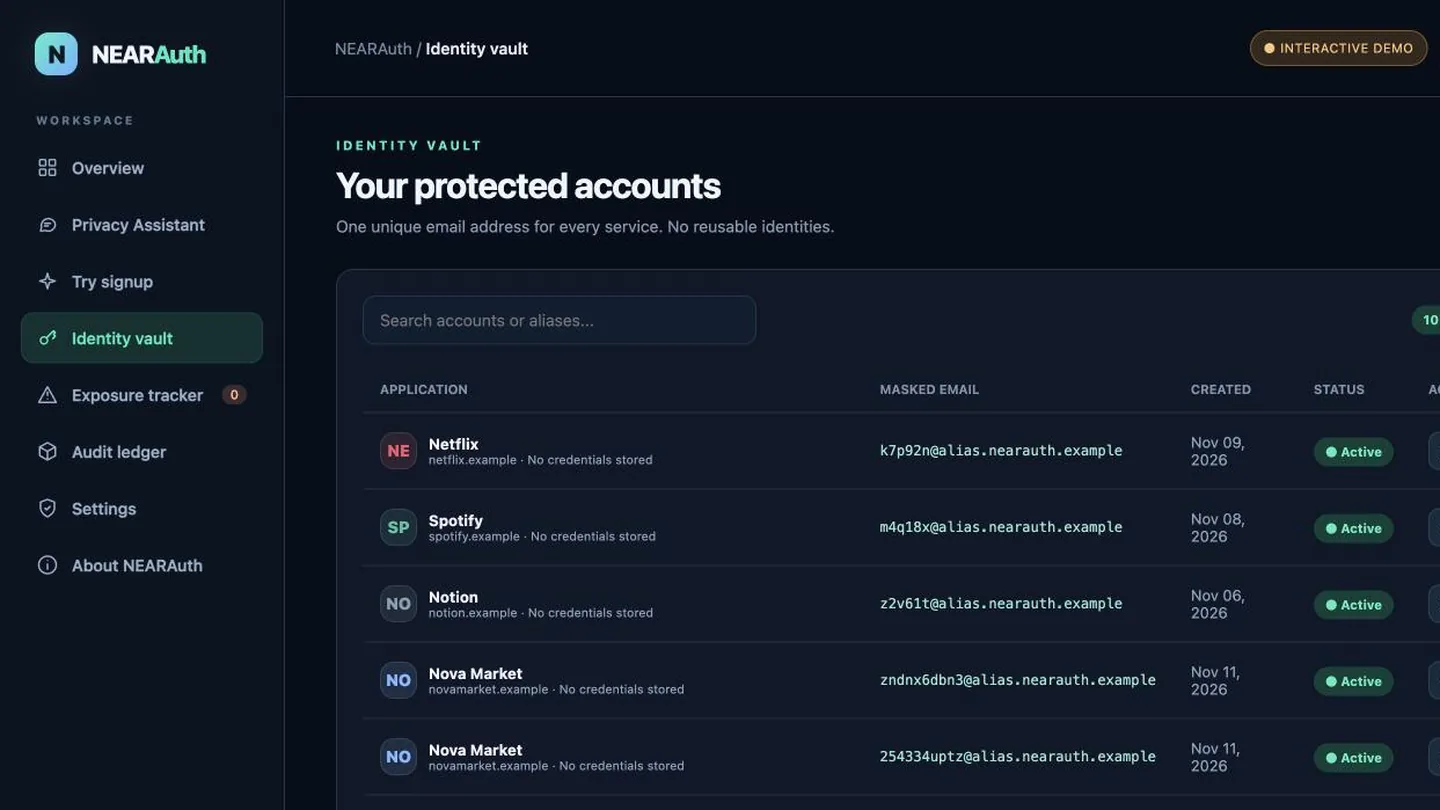 N NEARAuth
NEARAuth / Identity vault
INTERACTIVE DEMO
WORKSPACE
Overview
Privacy Assistant
Try signup
Identity vault
Exposure tracker 0
Audit ledger
Settings
About NEARAuth
IDENTITY VAULT
Your protected accounts
One unique email address for every service. No reusable identities.
Search accounts or aliases...
10
APPLICATION MASKED EMAIL CREATED STATUS
NE Netflix
netflix.example · No credentials stored
k7p92n@alias.nearauth.example
Nov 09,
2026
Active
SP Spotify
spotify.example · No credentials stored
m4q18x@alias.nearauth.example
Nov 08,
2026
Active
NO Notion
notion.example · No credentials stored
z2v61t@alias.nearauth.example
Nov 06,
2026
Active
NO Nova Market
novamarket.example · No credentials stored
zndnx6dbn3@alias.nearauth.example
Nov 11,
2026
Active
NO Nova Market
novamarket.example · No credentials stored
254334uptz@alias.nearauth.example
Nov 11,
2026
Active